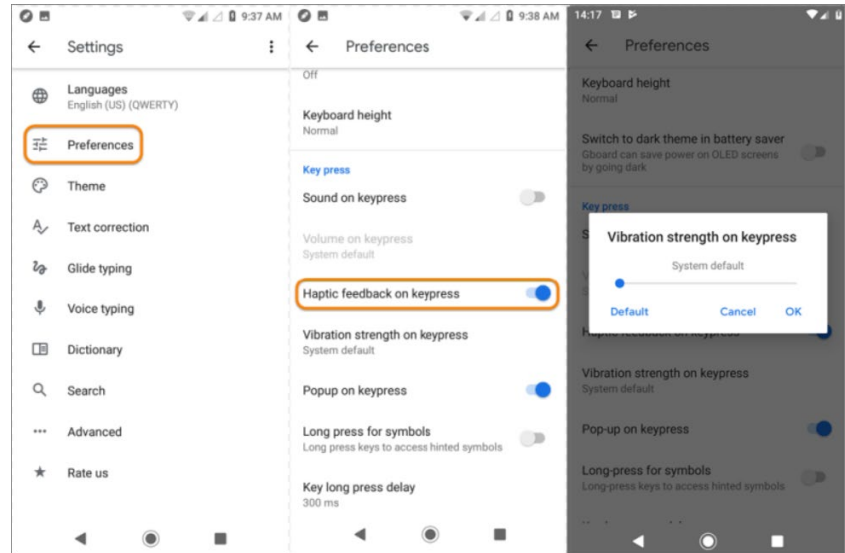 9:37 AM
Settings
Languages
English (US) (QWERTY)
Preferences
Theme
Text correction
Glide typing
Voice typing
Dictionary
Search
Advanced
Rate us
9:38 AM
Preferences
Off
Keyboard height
Normal
Key press
Sound on keypress
Volume on keypress
System default
Haptic feedback on keypress
Vibration strength on keypress
System default
Popup on keypress
Long press for symbols
Long press keys to access hinted symbols
Key long press delay
300 ms
14:17
Preferences
Keyboard height
Normal
Switch to dark theme in battery saver
Gboard can save power on OLED screens
by going dark
Key press
Vibration strength on keypress
System default
Default Cancel OK
Vibration strength on keypress
System default
Pop-up on keypress
Long-press for symbols
Long-press keys to access hinted symbols